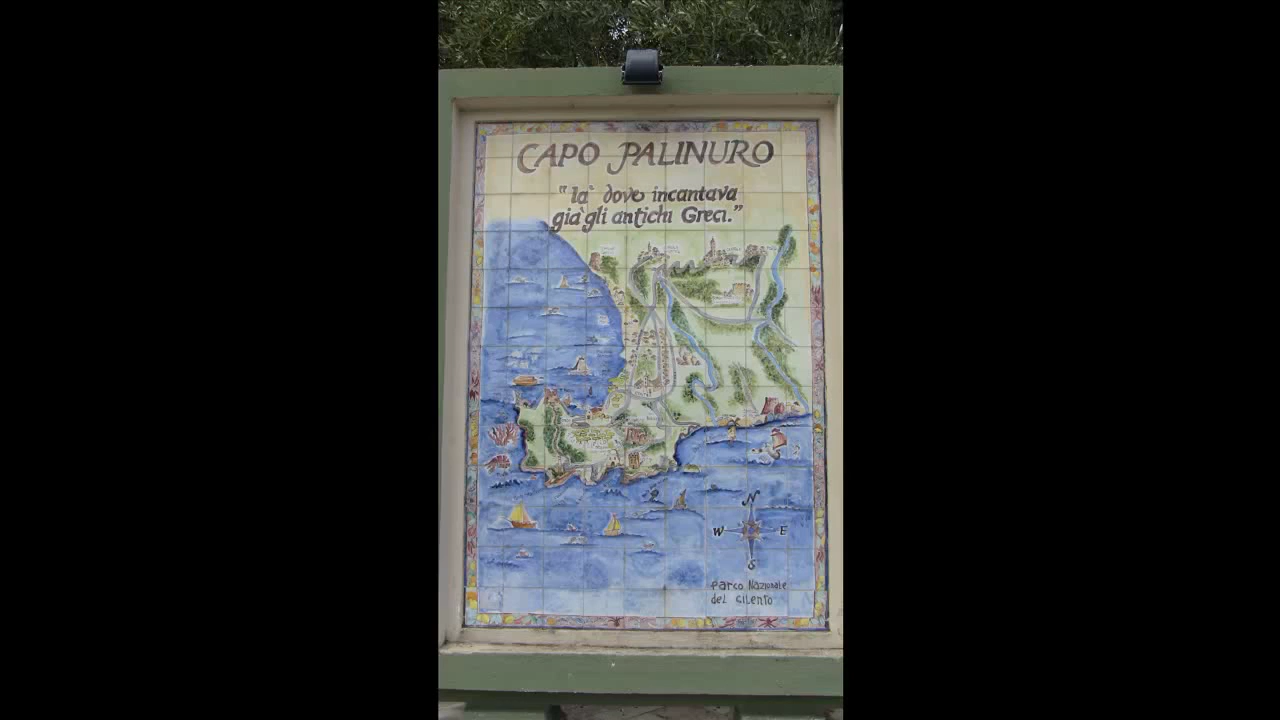 CAPO PALINURO
"là dove incantava
già gli antichi Greci."
N
W E
S
Parco Nazionale
del Cilento